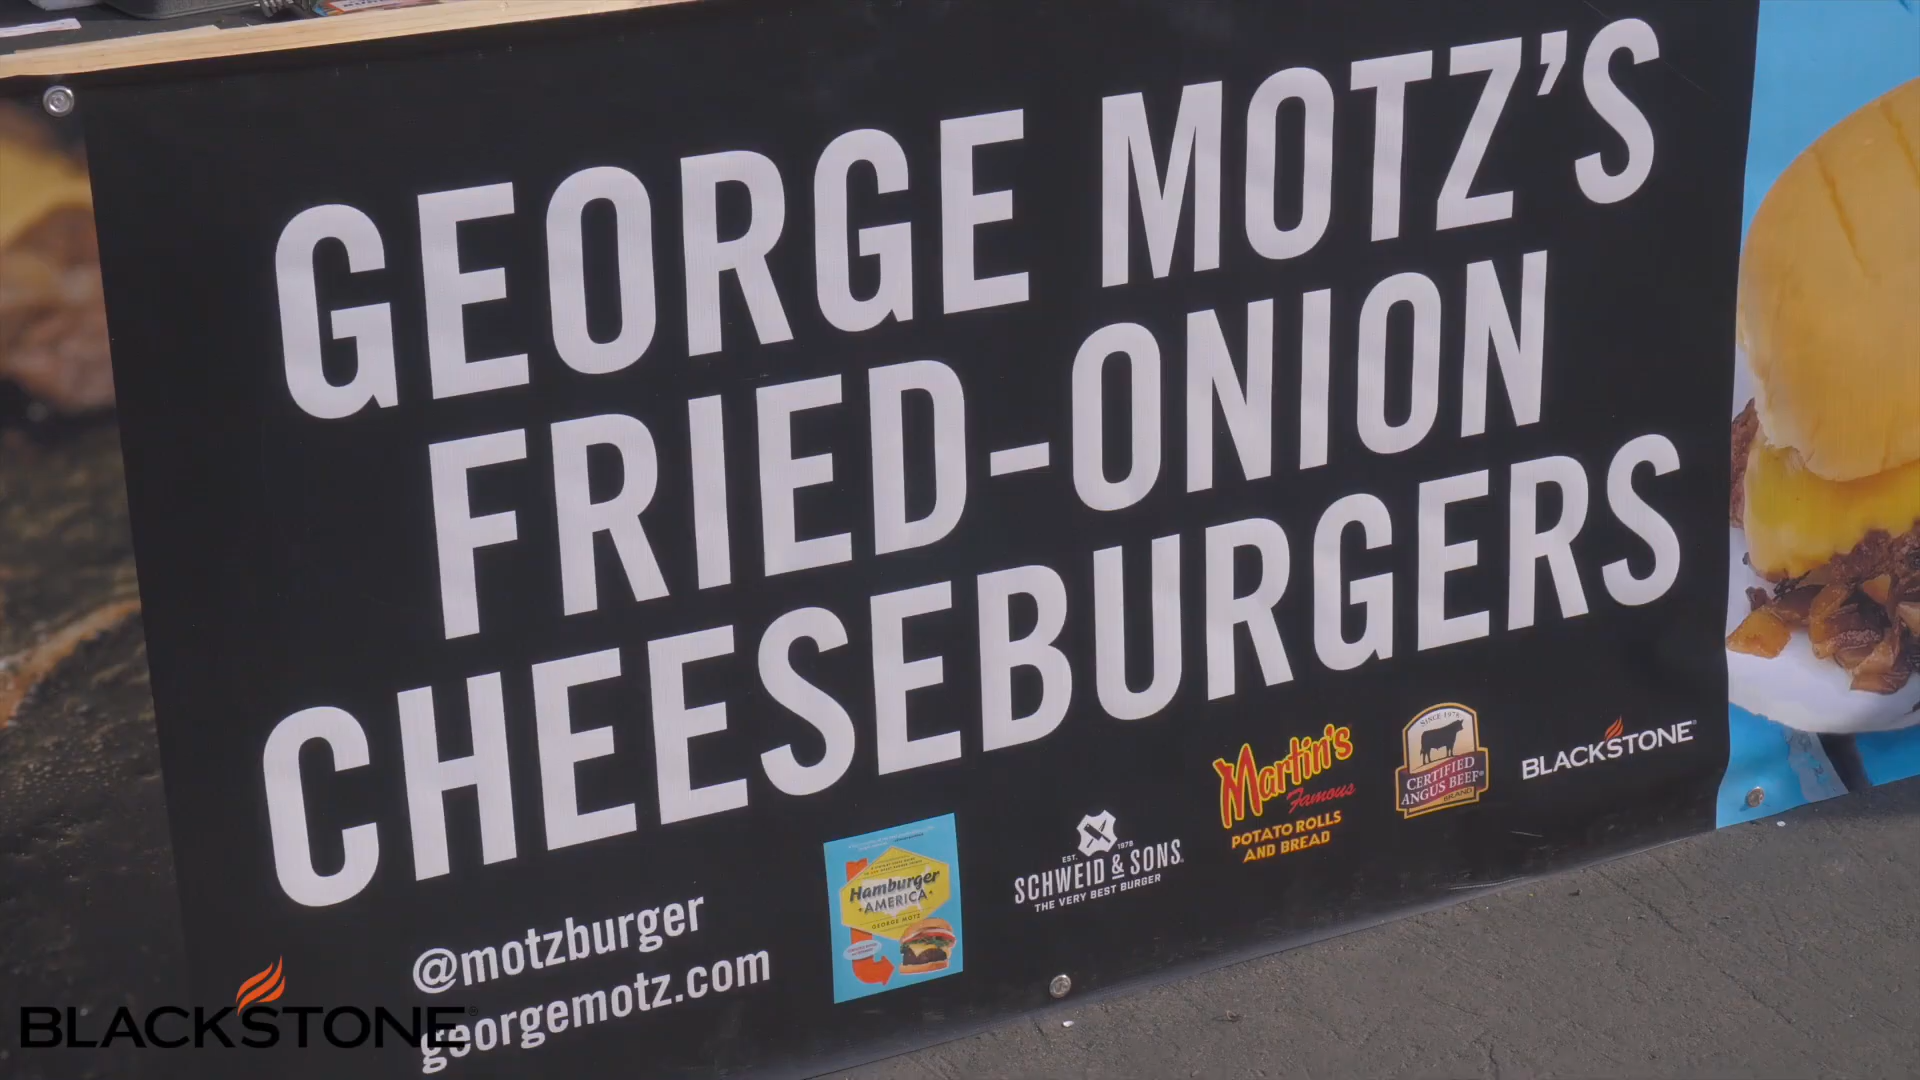 GEORGE MOTZ'S
FRIED-ONION
CHEESEBURGERS
@motzburger
georgemotz.com
Hamburger
AMERICA
GEORGE MOTZ
EST. 1978
SCHWEID & SONS
THE VERY BEST BURGER
Martin's
Famous
POTATO ROLLS
AND BREAD
SINCE 1978
CERTIFIED
ANGUS BEEF®
BRAND
BLACKSTONE®
BLACKSTONE®